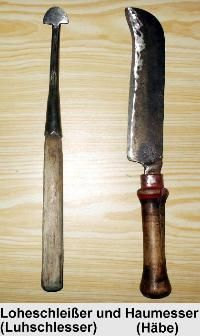 Loheschleißer und Haumesser
(Luhschlesser) (Häbe)